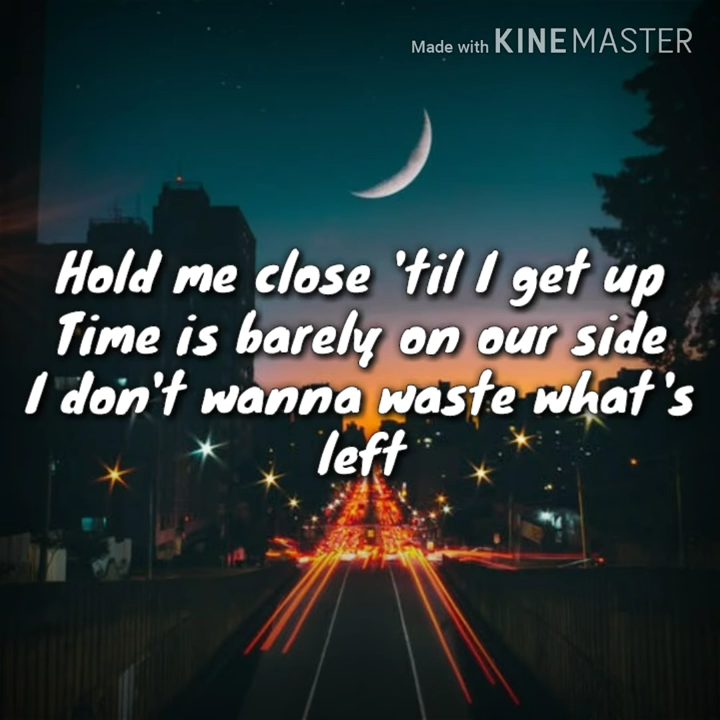 Made with KINEMASTER
Hold me close 'til I get up
Time is barely on our side
I don't wanna waste what's
left